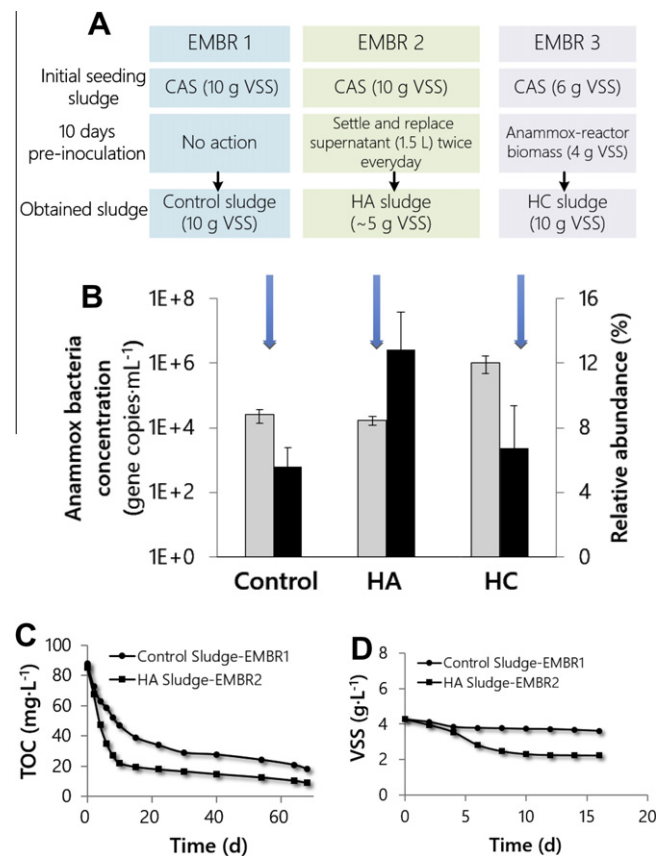 A
EMBR 1
EMBR 2
EMBR 3
Initial seeding
sludge
CAS (10 g VSS)
CAS (10 g VSS)
CAS (6 g VSS)
10 days
pre-inoculation
No action
Settle and replace
supernatant (1.5 L) twice
everyday
Anammox-reactor
biomass (4 g VSS)
Obtained sludge
Control sludge
(10 g VSS)
HA sludge
(~5 g VSS)
HC sludge
(10 g VSS)
B
Anammox bacteria
concentration
(gene copies·mL⁻¹)
1E+8
1E+6
1E+4
1E+2
1E+0
16
12
8
4
0
Relative abundance (%)
Control
HA
HC
C
TOC (mg·L⁻¹)
100
80
60
40
20
0
Control Sludge-EMBR1
HA Sludge-EMBR2
0
20
40
60
Time (d)
D
VSS (g·L⁻¹)
8
6
4
2
0
Control Sludge-EMBR1
HA Sludge-EMBR2
0
5
10
15
20
Time (d)